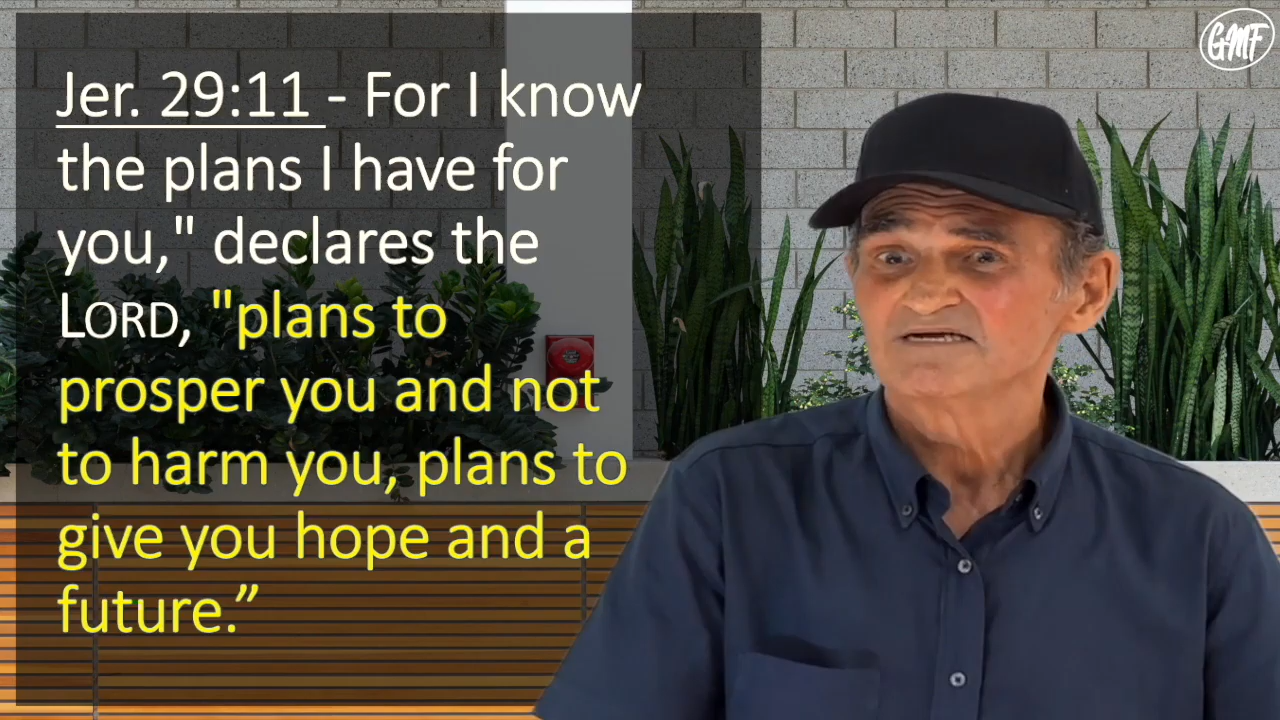 Jer. 29:11 - For I know
the plans I have for
you," declares the
LORD, "plans to
prosper you and not
to harm you, plans to
give you hope and a
future.”
GMF